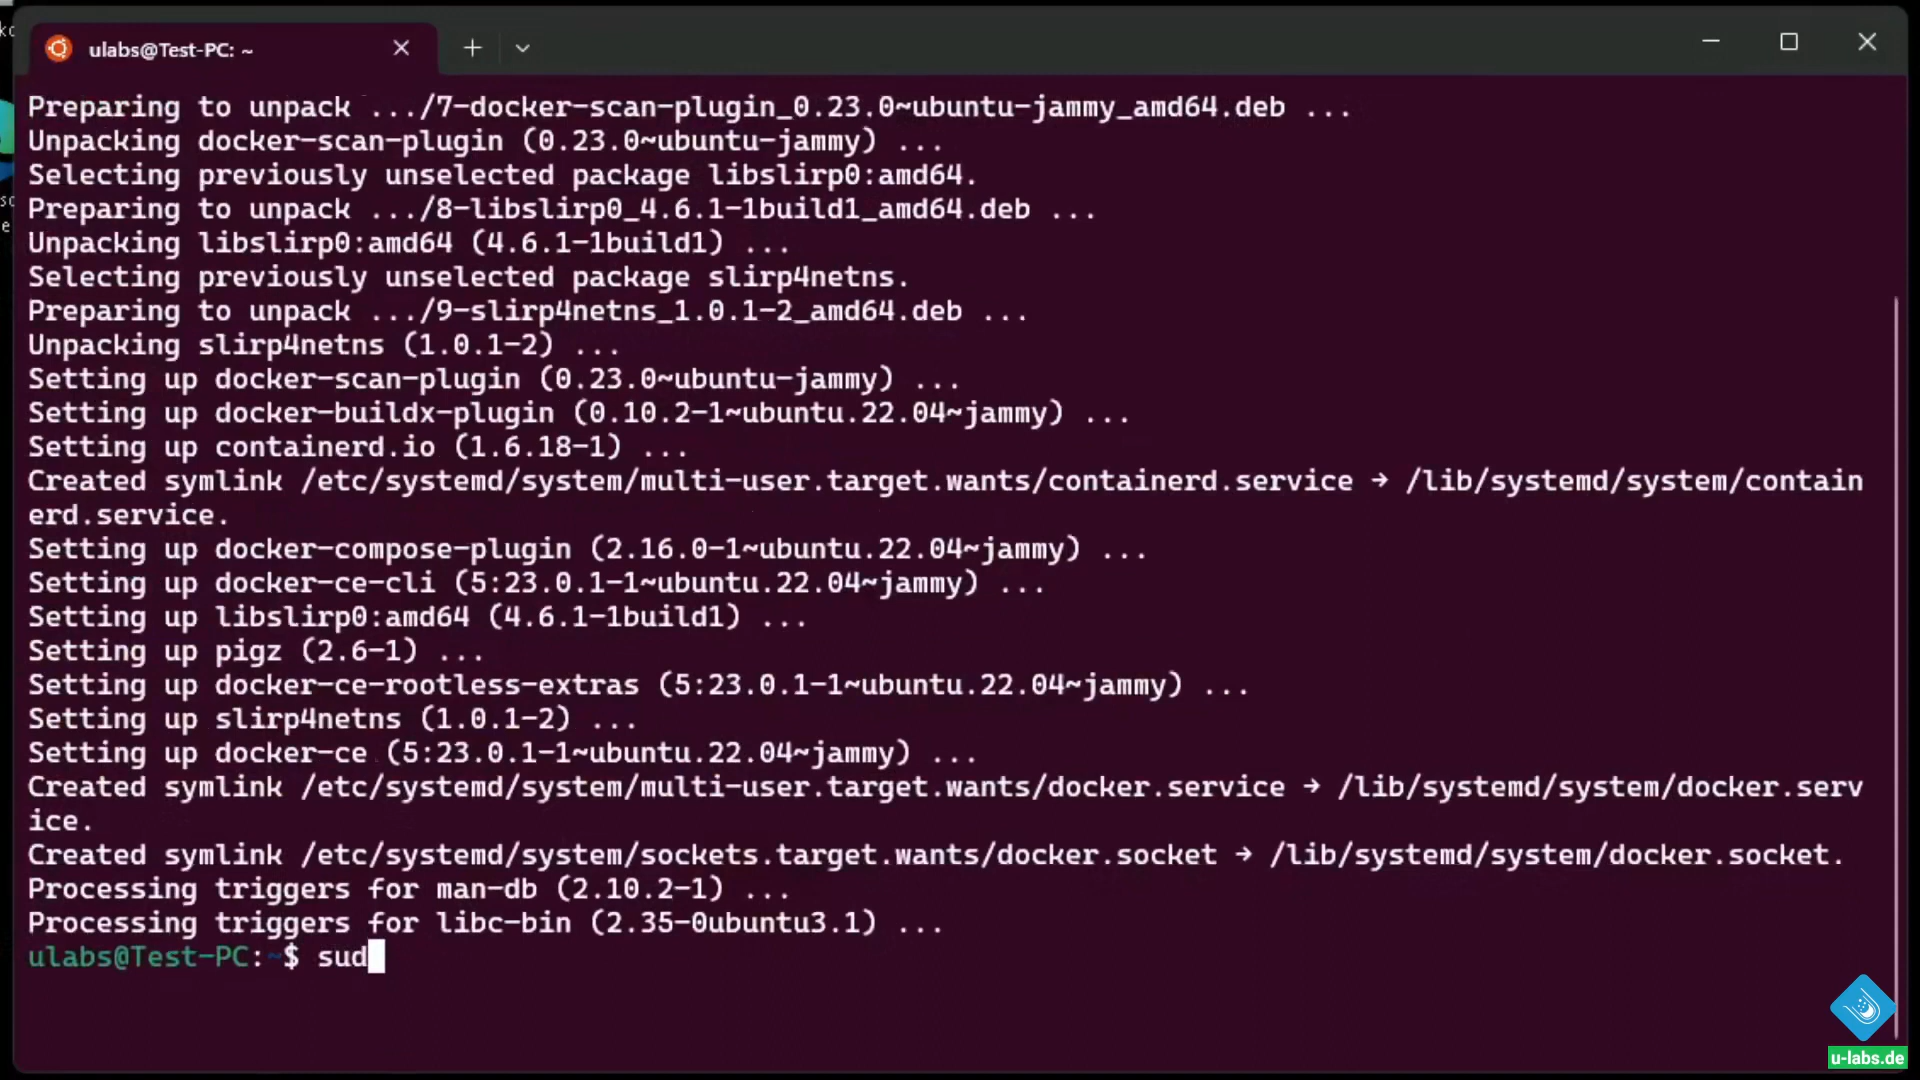 ulabs@Test-PC: ~
Preparing to unpack .../7-docker-scan-plugin_0.23.0~ubuntu-jammy_amd64.deb ...
Unpacking docker-scan-plugin (0.23.0~ubuntu-jammy) ...
Selecting previously unselected package libslirp0:amd64.
Preparing to unpack .../8-libslirp0_4.6.1-1build1_amd64.deb ...
Unpacking libslirp0:amd64 (4.6.1-1build1) ...
Selecting previously unselected package slirp4netns.
Preparing to unpack .../9-slirp4netns_1.0.1-2_amd64.deb ...
Unpacking slirp4netns (1.0.1-2) ...
Setting up docker-scan-plugin (0.23.0~ubuntu-jammy) ...
Setting up docker-buildx-plugin (0.10.2-1~ubuntu.22.04~jammy) ...
Setting up containerd.io (1.6.18-1) ...
Created symlink /etc/systemd/system/multi-user.target.wants/containerd.service → /lib/systemd/system/contain
erd.service.
Setting up docker-compose-plugin (2.16.0-1~ubuntu.22.04~jammy) ...
Setting up docker-ce-cli (5:23.0.1-1~ubuntu.22.04~jammy) ...
Setting up libslirp0:amd64 (4.6.1-1build1) ...
Setting up pigz (2.6-1) ...
Setting up docker-ce-rootless-extras (5:23.0.1-1~ubuntu.22.04~jammy) ...
Setting up slirp4netns (1.0.1-2) ...
Setting up docker-ce (5:23.0.1-1~ubuntu.22.04~jammy) ...
Created symlink /etc/systemd/system/multi-user.target.wants/docker.service → /lib/systemd/system/docker.serv
ice.
Created symlink /etc/systemd/system/sockets.target.wants/docker.socket → /lib/systemd/system/docker.socket.
Processing triggers for man-db (2.10.2-1) ...
Processing triggers for libc-bin (2.35-0ubuntu3.1) ...
ulabs@Test-PC:~$ sud
u-labs.de